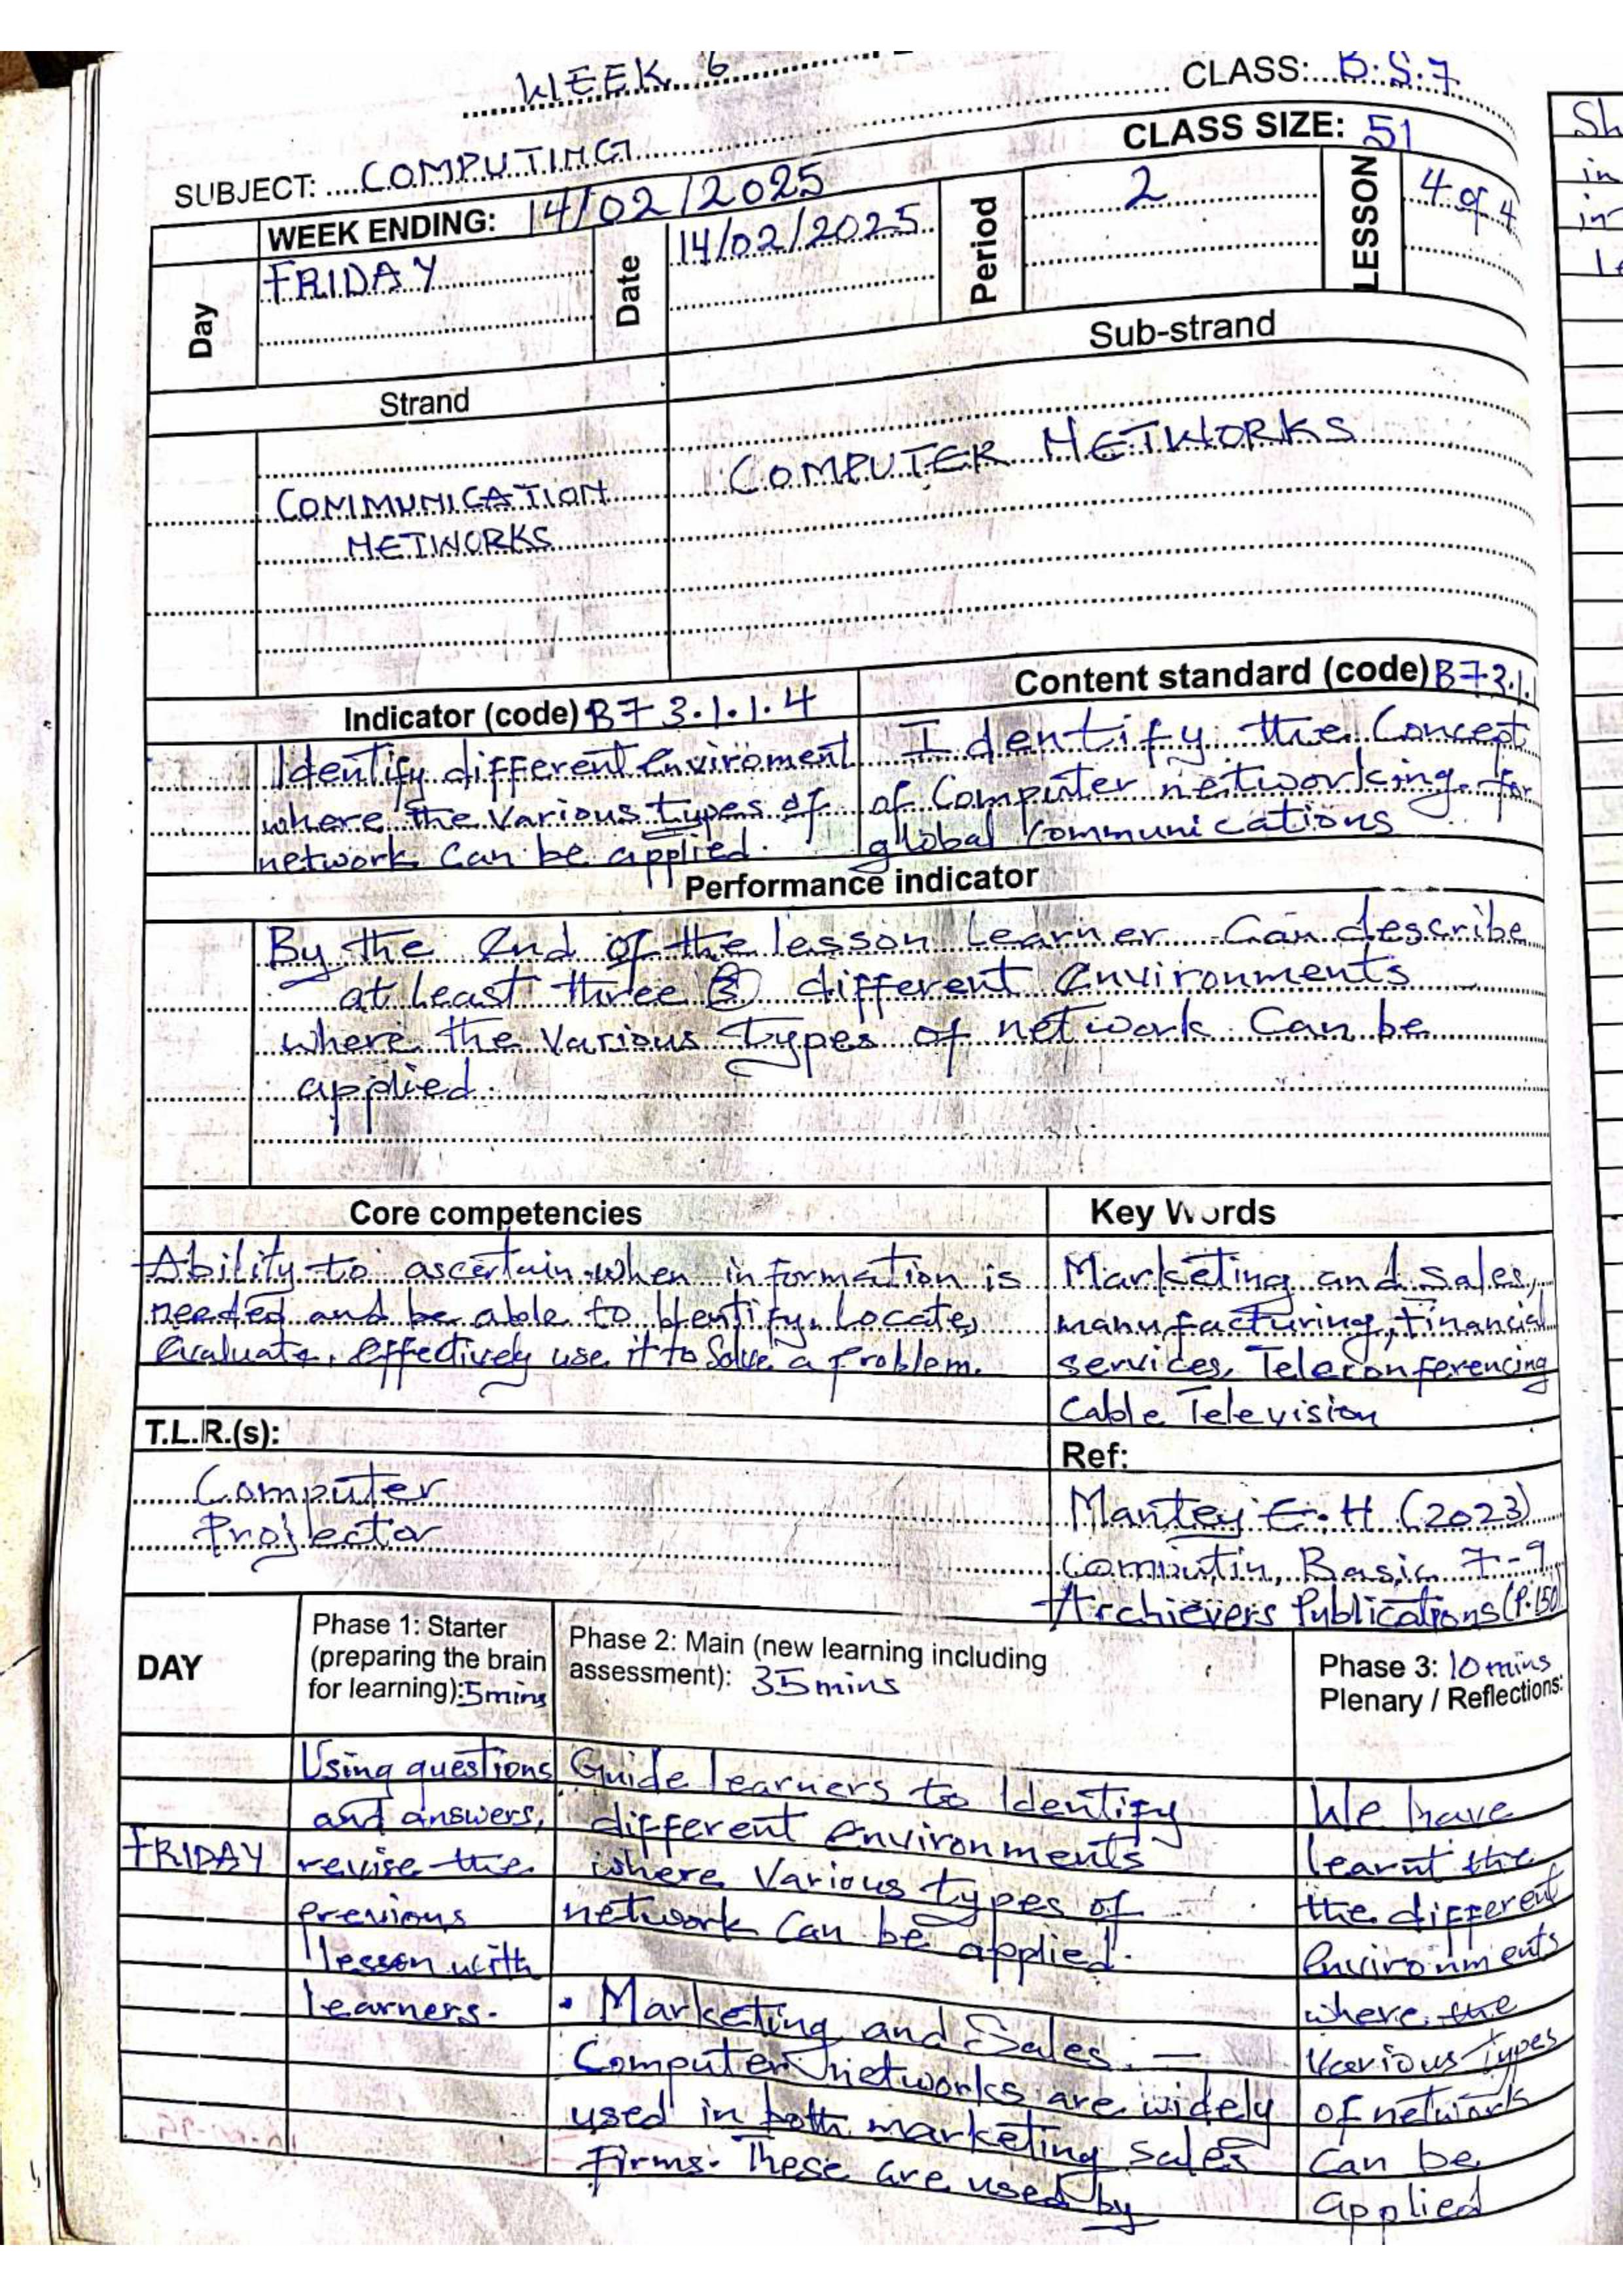 WEEK 6
CLASS: B.S.7
SUBJECT: COMPUTING
CLASS SIZE: 51
WEEK ENDING: 14/02/2025
Day
FRIDAY
Date
14/02/2025
Period
2
LESSON
4 of 4
Strand
Sub-strand
COMMUNICATION
NETWORKS
COMPUTER NETWORKS
Indicator (code) B7 3.1.1.4
Content standard (code) B7 3.1.
Identify different Enviroment
where the various types of
network can be applied.
Identify the Concept
of Computer networking for
global Communications
Performance indicator
By the end of the lesson Learner Can describe
at least three (3) different Environments
where the various types of network Can be
applied.
Core competencies
Key Words
Ability to ascertain when information is
needed and be able to Identify, Locate,
Evaluate, effectively use it to Solve a problem.
Marketing and Sales,
manufacturing, Financial
services, Teleconferencing
Cable Television
T.L.R.(s):
Computer
Projector
Ref:
Mantey E.H (2023)
Computin, Basic 7-9
Archievers Publications (P.150)
DAY
Phase 1: Starter
(preparing the brain
for learning): 5mins
Phase 2: Main (new learning including
assessment): 35mins
Phase 3: 10mins
Plenary / Reflections:
FRIDAY
Using questions
and answers,
revise the
previous
lesson with
learners.
Guide learners to Identify
different Environments
where Various types of
network Can be applied.
• Marketing and Sales. —
Computer networks are widely
used in both marketing sales
Firms. These are used by
We have
learnt the
the different
Environments
where the
Various types
of network
Can be
applied
Sh
in
in